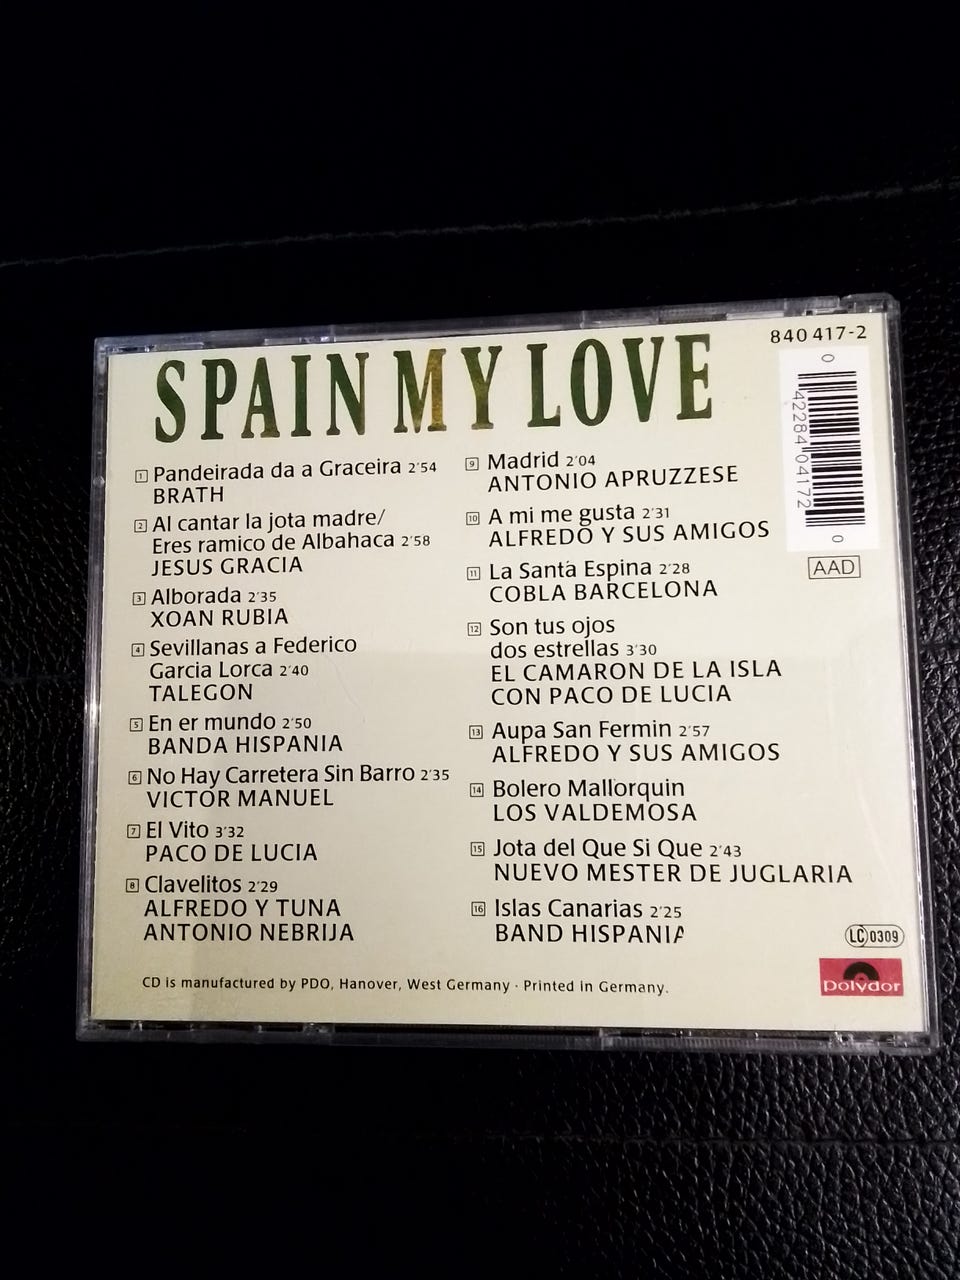 SPAIN MY LOVE
840 417-2
0
42284 04172
0
AAD
1 Pandeirada da a Graceira 2'54
BRATH
2 Al cantar la jota madre/
Eres ramico de Albahaca 2'58
JESUS GRACIA
3 Alborada 2'35
XOAN RUBIA
4 Sevillanas a Federico
Garcia Lorca 2'40
TALEGON
5 En er mundo 2'50
BANDA HISPANIA
6 No Hay Carretera Sin Barro 2'35
VICTOR MANUEL
7 El Vito 3'32
PACO DE LUCIA
8 Clavelitos 2'29
ALFREDO Y TUNA
ANTONIO NEBRIJA
9 Madrid 2'04
ANTONIO APRUZZESE
10 A mi me gusta 2'31
ALFREDO Y SUS AMIGOS
11 La Santa Espina 2'28
COBLA BARCELONA
12 Son tus ojos
dos estrellas 3'30
EL CAMARON DE LA ISLA
CON PACO DE LUCIA
13 Aupa San Fermin 2'57
ALFREDO Y SUS AMIGOS
14 Bolero Mallorquin
LOS VALDEMOSA
15 Jota del Que Si Que 2'43
NUEVO MESTER DE JUGLARIA
16 Islas Canarias 2'25
BAND HISPANIA
LC 0309
polydor
CD is manufactured by PDO, Hanover, West Germany · Printed in Germany.